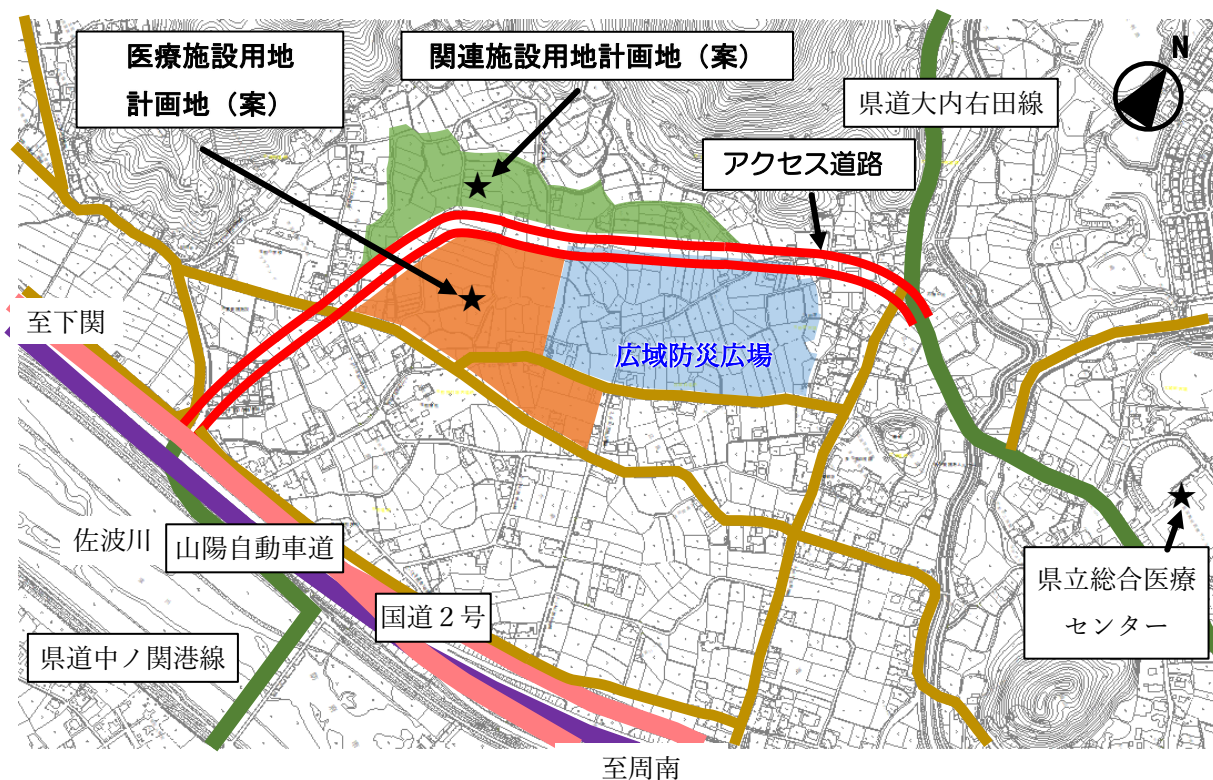 医療施設用地
計画地（案）
関連施設用地計画地（案）
N
県道大内右田線
アクセス道路
至下関
広域防災広場
佐波川
山陽自動車道
国道２号
県道中ノ関港線
県立総合医療
センター
至周南